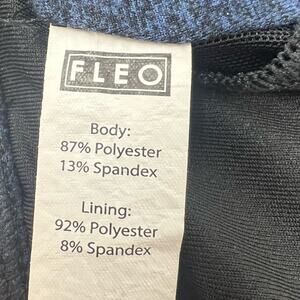 FLEO
Body:
87% Polyester
13% Spandex
Lining:
92% Polyester
8% Spandex